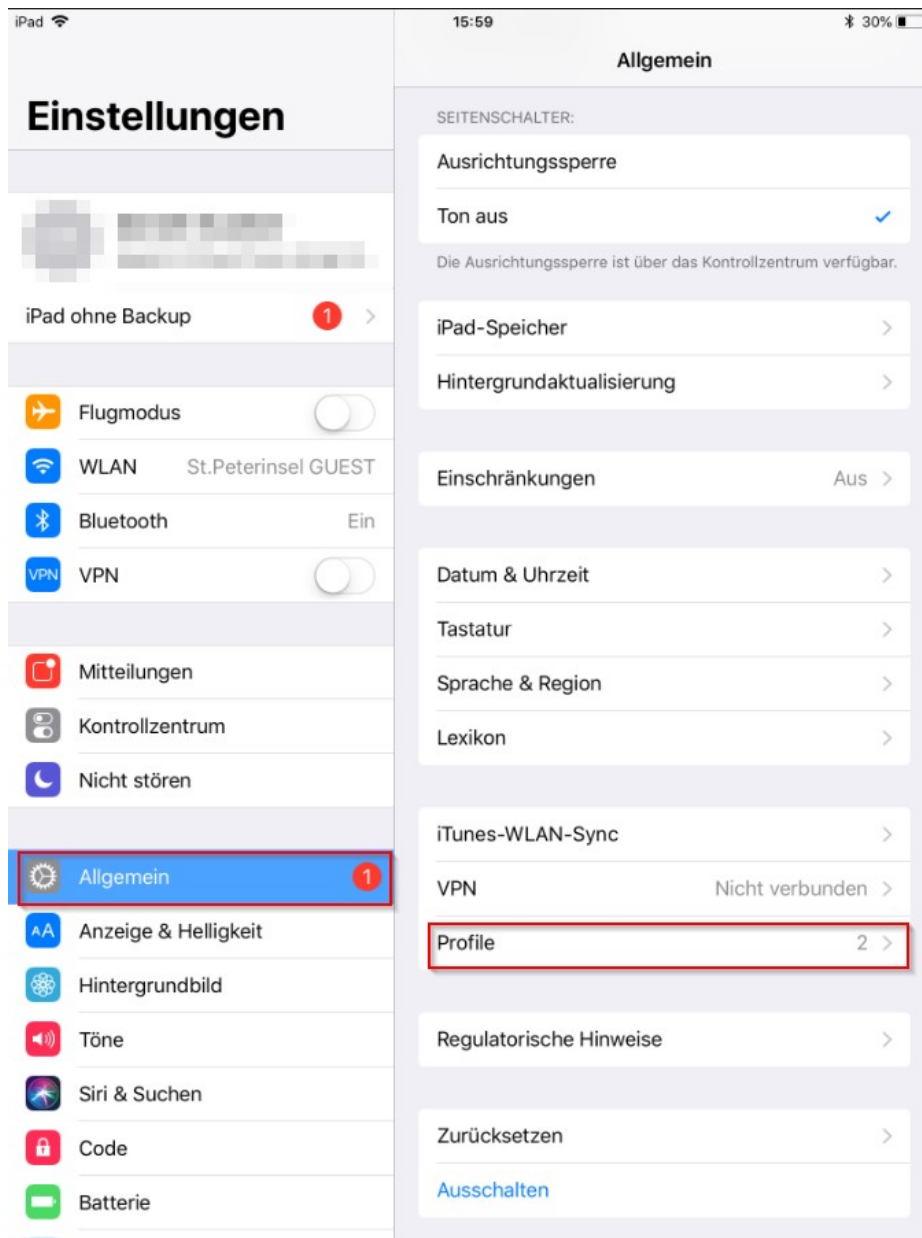 iPad
15:59
30%
Einstellungen
iPad ohne Backup 1
Flugmodus
WLAN St.Peterinsel GUEST
Bluetooth Ein
VPN VPN
Mitteilungen
Kontrollzentrum
Nicht stören
Allgemein 1
AA Anzeige & Helligkeit
Hintergrundbild
Töne
Siri & Suchen
Code
Batterie
Allgemein
SEITENSCHALTER:
Ausrichtungssperre
Ton aus
Die Ausrichtungssperre ist über das Kontrollzentrum verfügbar.
iPad-Speicher
Hintergrundaktualisierung
Einschränkungen Aus
Datum & Uhrzeit
Tastatur
Sprache & Region
Lexikon
iTunes-WLAN-Sync
VPN Nicht verbunden
Profile 2
Regulatorische Hinweise
Zurücksetzen
Ausschalten